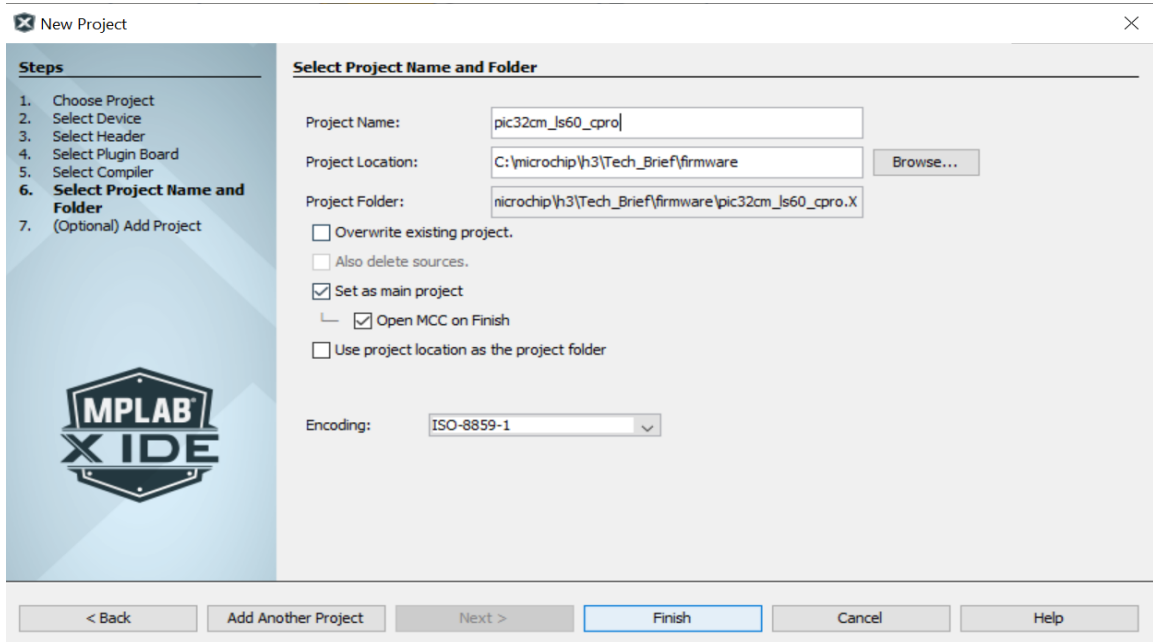 New Project
Steps
1. Choose Project
2. Select Device
3. Select Header
4. Select Plugin Board
5. Select Compiler
6. Select Project Name and
Folder
7. (Optional) Add Project
MPLAB
X IDE
Select Project Name and Folder
Project Name: pic32cm_ls60_cpro
Project Location: C:\microchip\h3\Tech_Brief\firmware Browse...
Project Folder: nicrochip\h3\Tech_Brief\firmware\pic32cm_ls60_cpro.X
Overwrite existing project.
Also delete sources.
Set as main project
Open MCC on Finish
Use project location as the project folder
Encoding: ISO-8859-1
< Back Add Another Project Next > Finish Cancel Help